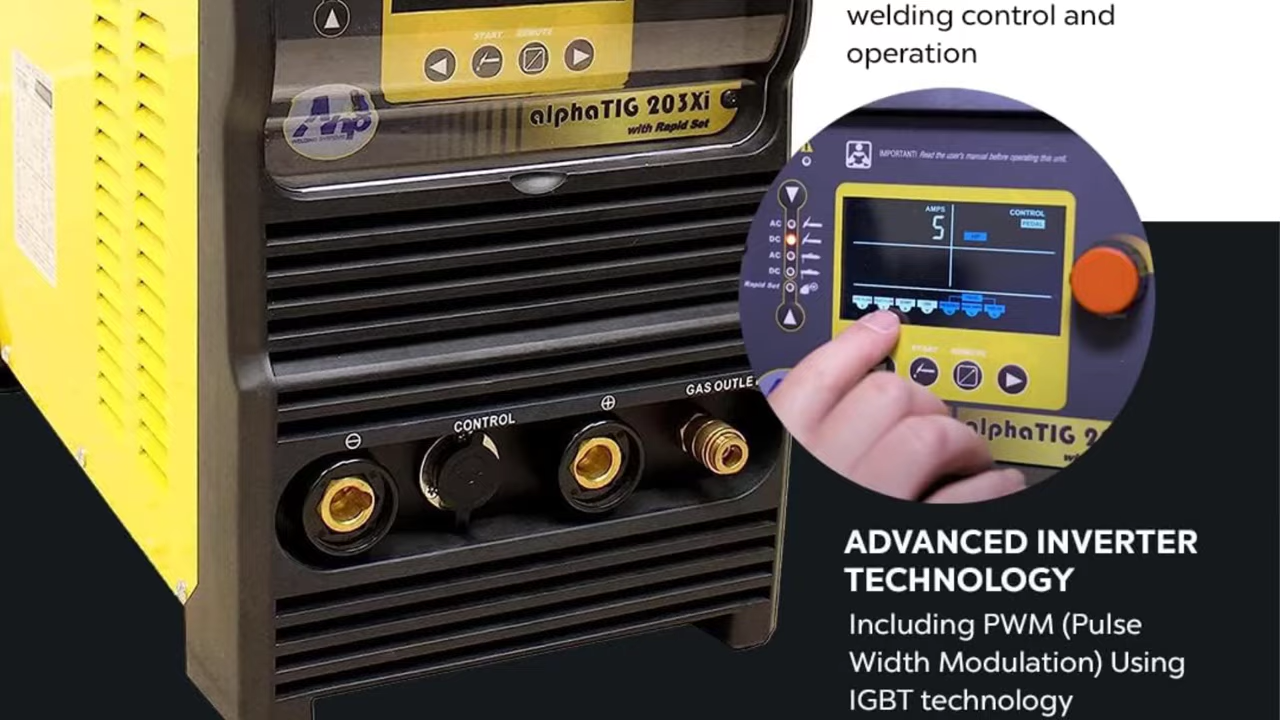 welding control and
operation
START REMOTE
Ahp
alphaTIG 203Xi
with Rapid Set
CONTROL
GAS OUTLE
IMPORTANT! Read the user's manual before operating this unit.
AMPS
5
CONTROL
PEDAL
AC
DC
AC
DC
Rapid Set
START
alphaTIG 2
ADVANCED INVERTER
TECHNOLOGY
Including PWM (Pulse
Width Modulation) Using
IGBT technology